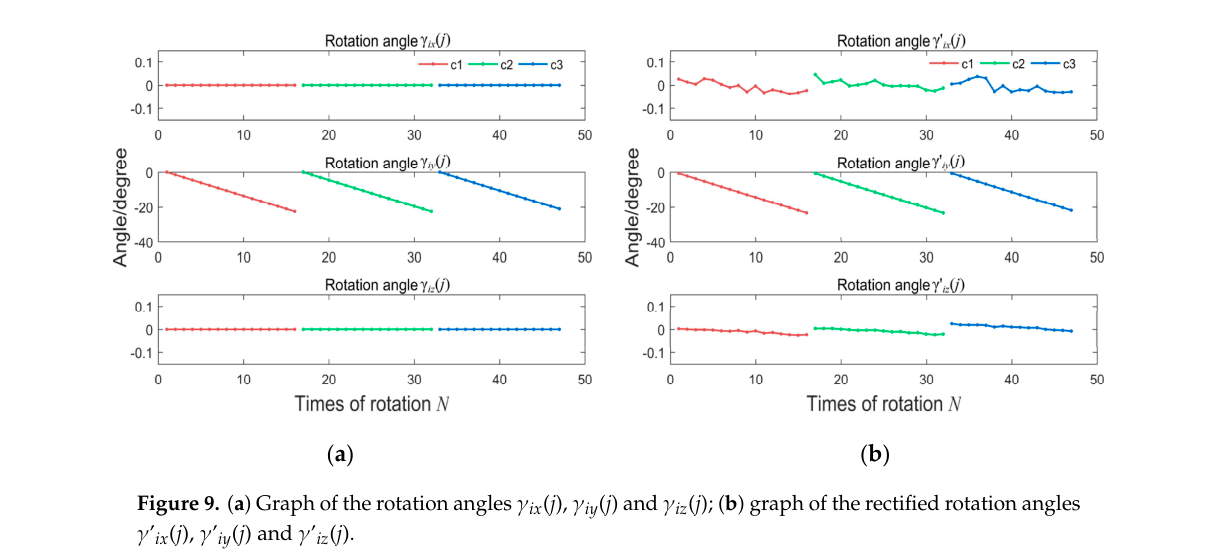 Rotation angle γix(j)
c1 c2 c3
0.1
0
-0.1
0 10 20 30 40 50
Rotation angle γiy(j)
0
-20
-40
0 10 20 30 40 50
Angle/degree
Rotation angle γiz(j)
0.1
0
-0.1
0 10 20 30 40 50
Times of rotation N
(a)
Rotation angle γ'ix(j)
c1 c2 c3
0.1
0
-0.1
0 10 20 30 40 50
Rotation angle γ'iy(j)
0
-20
-40
0 10 20 30 40 50
Angle/degree
Rotation angle γ'iz(j)
0.1
0
-0.1
0 10 20 30 40 50
Times of rotation N
(b)
Figure 9. (a) Graph of the rotation angles γix(j), γiy(j) and γiz(j); (b) graph of the rectified rotation angles
γ′ix(j), γ′iy(j) and γ′iz(j).